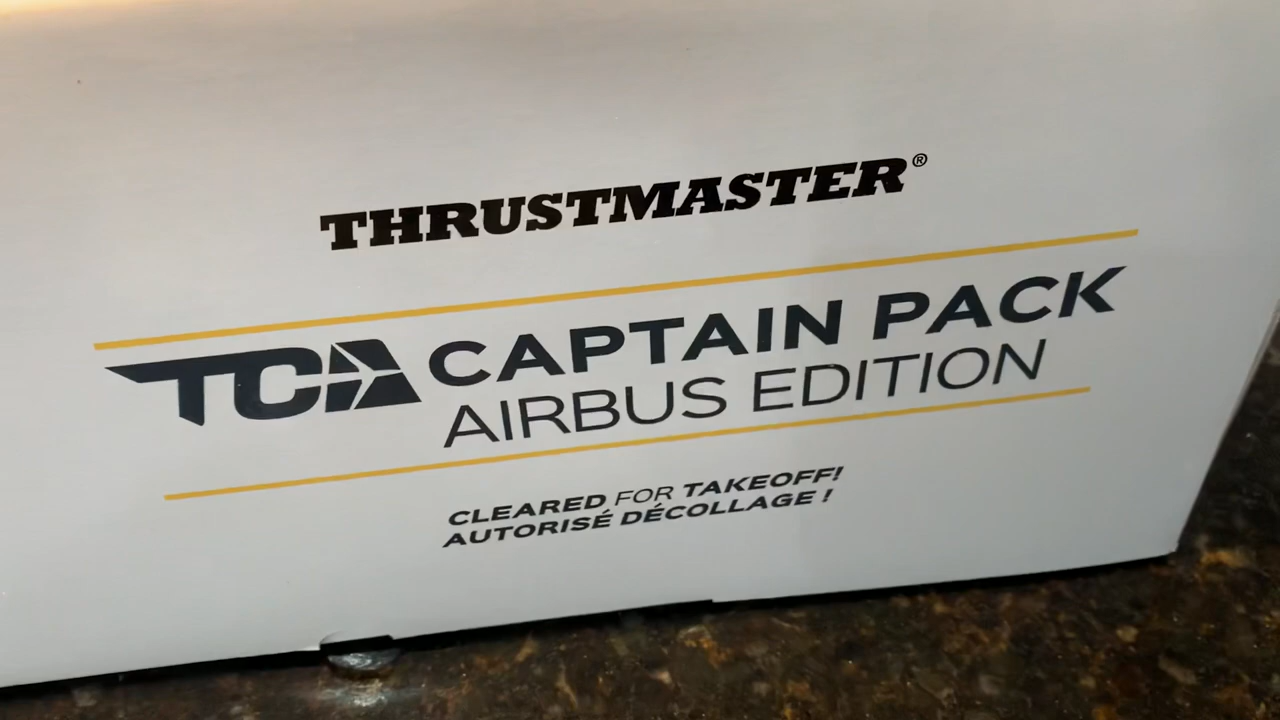 THRUSTMASTER®
TCA CAPTAIN PACK
AIRBUS EDITION
CLEARED FOR TAKEOFF!
AUTORISÉ DÉCOLLAGE !